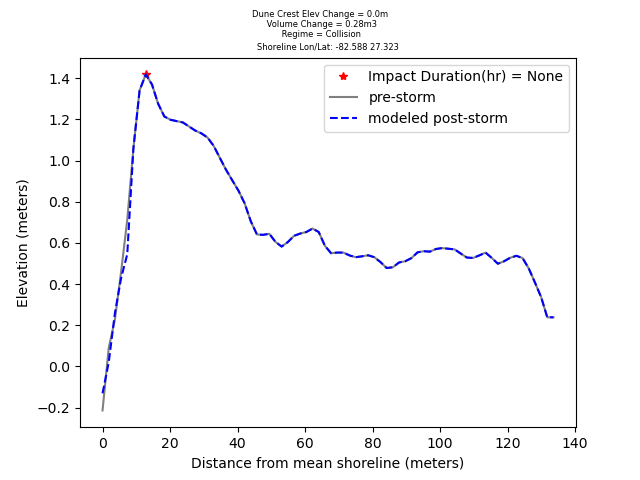 Dune Crest Elev Change = 0.0m
Volume Change = 0.28m3
Regime = Collision
Shoreline Lon/Lat: -82.588 27.323
Impact Duration(hr) = None
pre-storm
modeled post-storm
Elevation (meters)
1.4
1.2
1.0
0.8
0.6
0.4
0.2
0.0
−0.2
0 20 40 60 80 100 120 140
Distance from mean shoreline (meters)